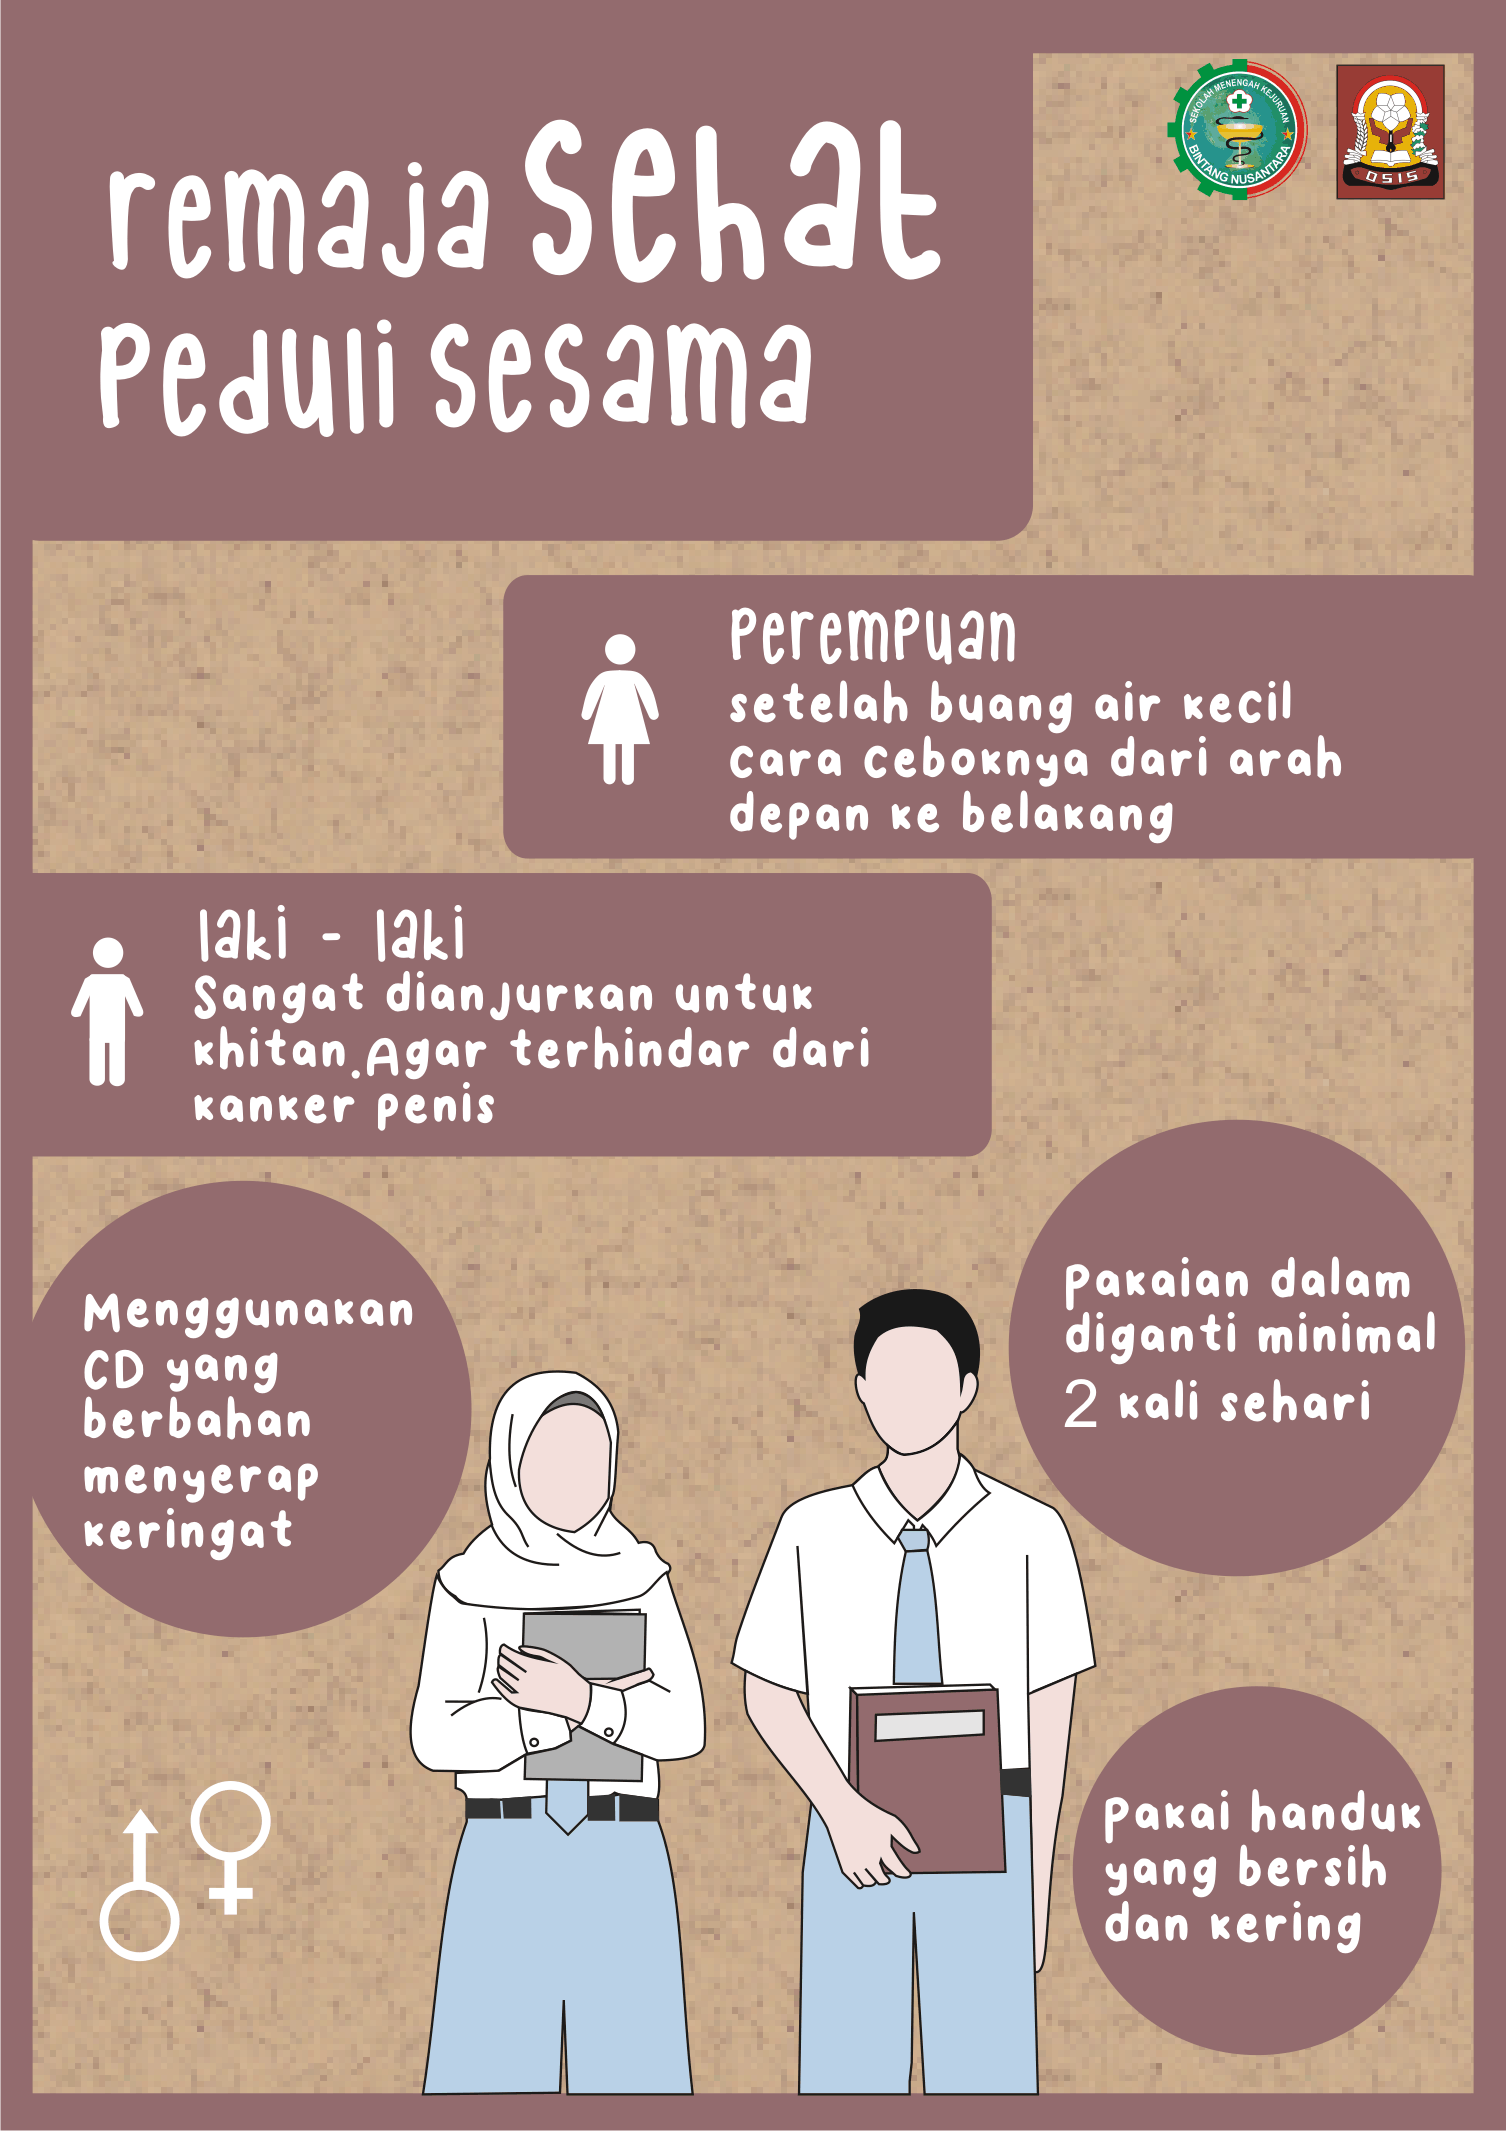 SEKOLAH MENENGAH KEJURUAN
BINTANG NUSANTARA
OSIS
remaja sehat
peduli sesama
perempuan
setelah buang air kecil
cara ceboknya dari arah
depan ke belakang
laki - laki
Sangat dianjurkan untuk
khitan.Agar terhindar dari
kanker penis
Menggunakan
CD yang
berbahan
menyerap
keringat
Pakaian dalam
diganti minimal
2 kali sehari
Pakai handuk
yang bersih
dan kering